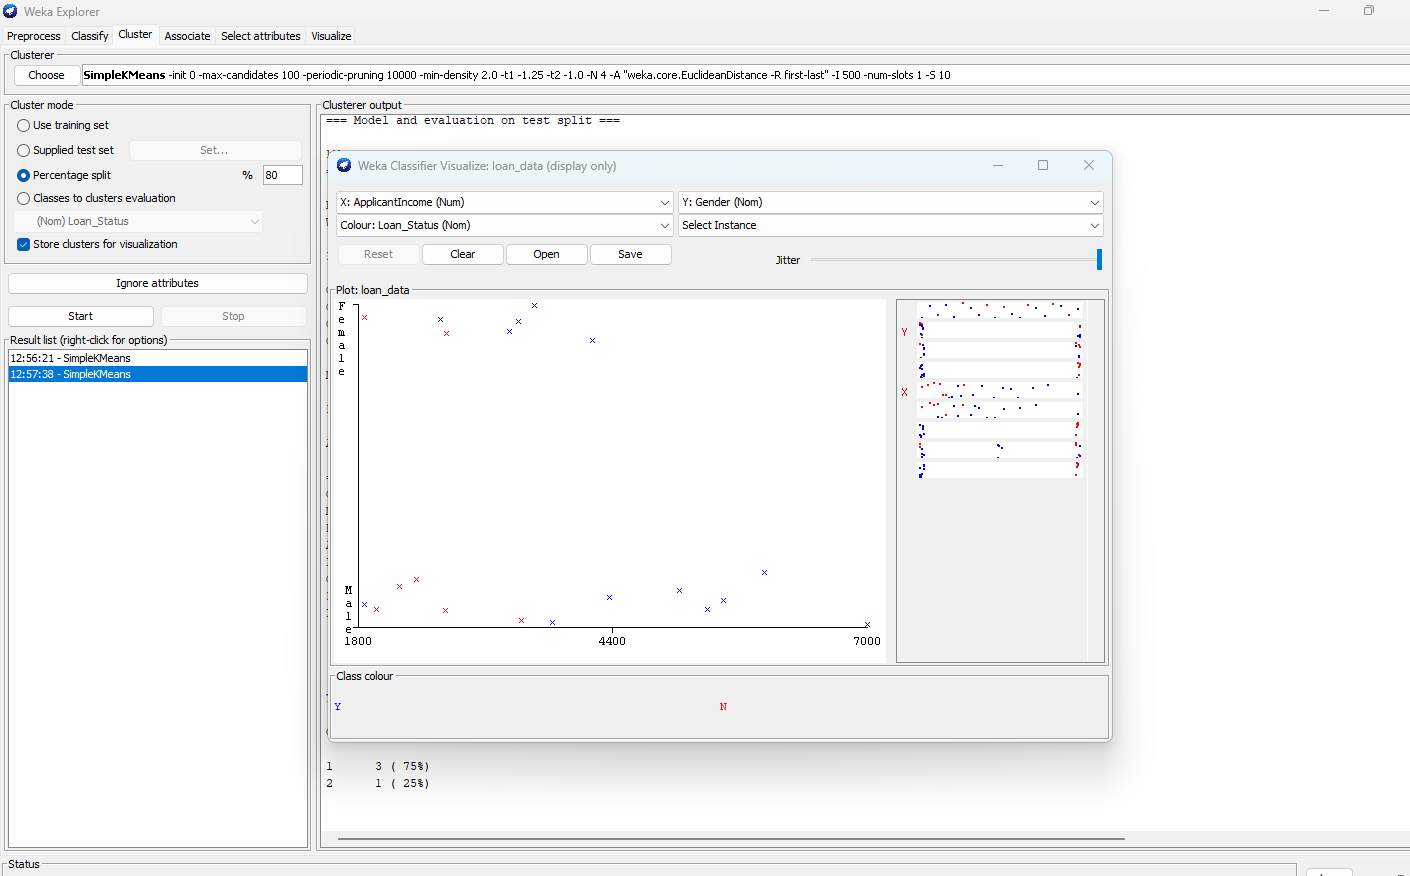 Weka Explorer
Preprocess Classify Cluster Associate Select attributes Visualize
Clusterer
Choose SimpleKMeans -init 0 -max-candidates 100 -periodic-pruning 10000 -min-density 2.0 -t1 -1.25 -t2 -1.0 -N 4 -A "weka.core.EuclideanDistance -R first-last" -I 500 -num-slots 1 -S 10
Cluster mode
Use training set
Supplied test set Set...
Percentage split % 80
Classes to clusters evaluation
(Nom) Loan_Status
Store clusters for visualization
Ignore attributes
Start Stop
Result list (right-click for options)
12:56:21 - SimpleKMeans
12:57:38 - SimpleKMeans
Clusterer output
=== Model and evaluation on test split ===
Weka Classifier Visualize: loan_data (display only)
X: ApplicantIncome (Num) Y: Gender (Nom)
Colour: Loan_Status (Nom) Select Instance
Reset Clear Open Save Jitter
Plot: loan_data
Female
Male
1800 4400 7000
Y
X
Class colour
Y N
1 3 ( 75%)
2 1 ( 25%)
Status